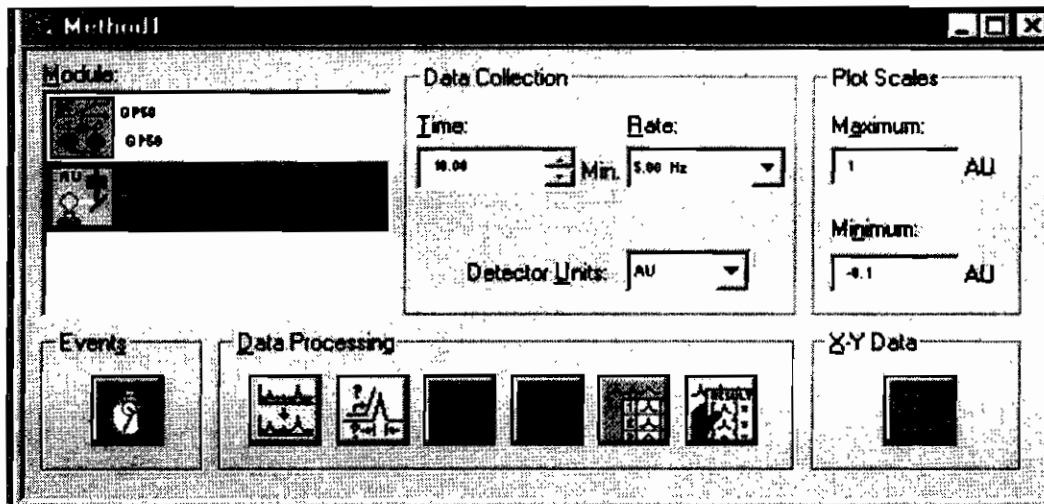 Method1
Module:
GP50
GP50
AU
Data Collection
Time:
10.00
Min.
Rate:
5.00 Hz
Detector Units:
AU
Plot Scales
Maximum:
1
AU
Minimum:
-0.1
AU
Events
Data Processing
X-Y Data